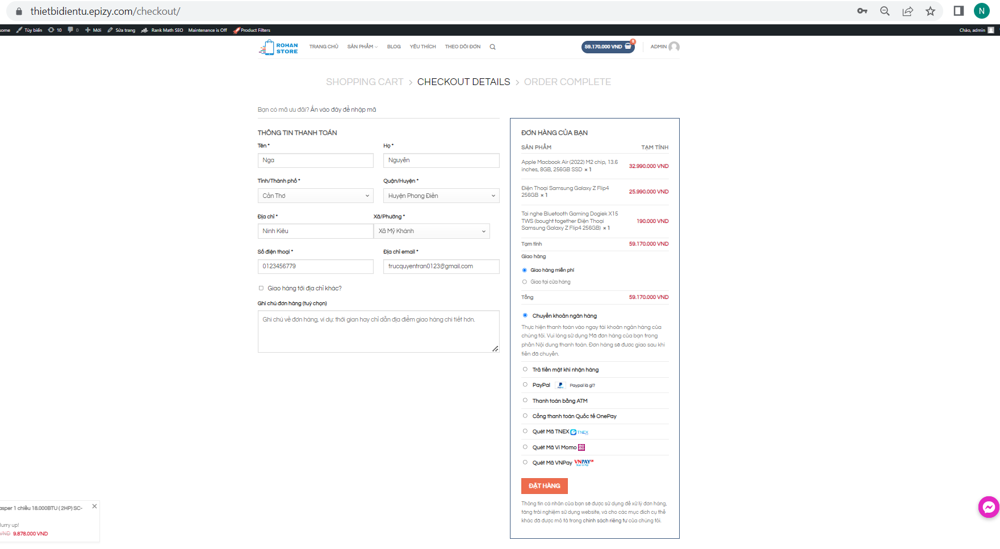 thietbidientu.epizy.com/checkout/
N
ome Tùy biến 10 0 Mới Sửa trang Rank Math SEO Maintenance is Off Product Filters Chào, admin
ROHAN STORE
TRANG CHỦ SẢN PHẨM BLOG YÊU THÍCH THEO DÕI ĐƠN 59.170.000 VND ADMIN
SHOPPING CART > CHECKOUT DETAILS > ORDER COMPLETE
Bạn có mã ưu đãi? Ấn vào đây để nhập mã
THÔNG TIN THANH TOÁN
Tên * Họ *
Nga Nguyễn
Tỉnh/Thành phố * Quận/Huyện *
Cần Thơ Huyện Phong Điền
Địa chỉ * Xã/Phường *
Ninh Kiêu Xã Mỹ Khánh
Số điện thoại * Địa chỉ email *
0123456779 trucquyentran0123@gmail.com
Giao hàng tới địa chỉ khác?
Ghi chú đơn hàng (tuỳ chọn)
Ghi chú về đơn hàng, ví dụ: thời gian hay chỉ dẫn địa điểm giao hàng chi tiết hơn.
ĐƠN HÀNG CỦA BẠN
SẢN PHẨM TẠM TÍNH
Apple Macbook Air (2022) M2 chip, 13.6
inches, 8GB, 256GB SSD × 1 32.990.000 VND
Điện Thoại Samsung Galaxy Z Flip4
256GB × 1 25.990.000 VND
Tai nghe Bluetooth Gaming Dogiek X15
TWS (bought together Điện Thoại 190.000 VND
Samsung Galaxy Z Flip4 256GB) × 1
Tạm tính 59.170.000 VND
Giao hàng
Giao hàng miễn phí
Giao tại cửa hàng
Tổng 59.170.000 VND
Chuyển khoản ngân hàng
Thực hiện thanh toán vào ngay tài khoản ngân hàng của
chúng tôi. Vui lòng sử dụng Mã đơn hàng của bạn trong
phần Nội dung thanh toán. Đơn hàng sẽ được giao sau khi
tiền đã chuyển.
Trả tiền mặt khi nhận hàng
PayPal Paypal là gì?
Thanh toán bằng ATM
Cổng thanh toán Quốc tế OnePay
Quét Mã TNEX TNEX
Quét Mã Ví Momo
Quét Mã VNPay VNPAY
ĐẶT HÀNG
Thông tin cá nhân của bạn sẽ được sử dụng để xử lý đơn hàng,
tăng trải nghiệm sử dụng website, và cho các mục đích cụ thể
khác đã được mô tả trong chính sách riêng tư của chúng tôi.
asper 1 chiều 18.000BTU ( 2HP) SC-
Hurry up!
VND 9.878.000 VND